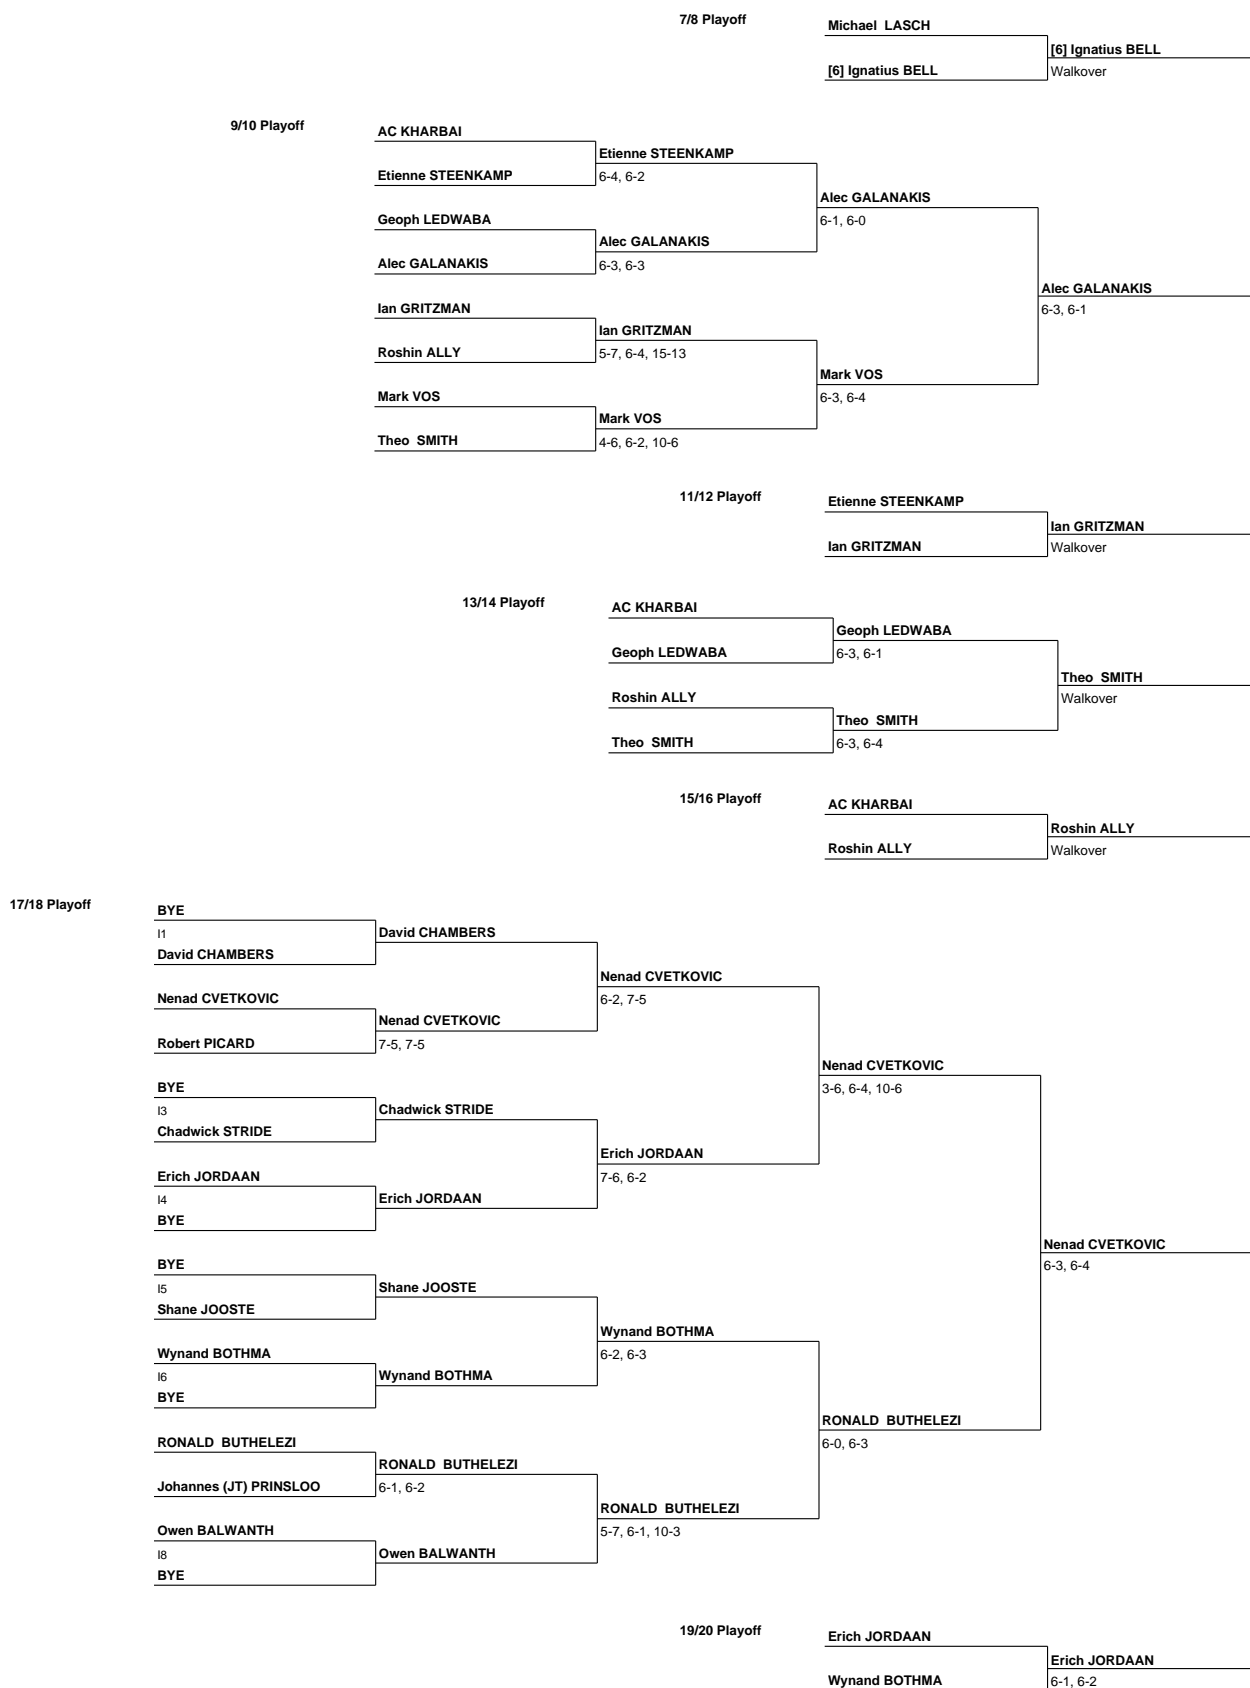 7/8 Playoff
Michael LASCH
[6] Ignatius BELL
[6] Ignatius BELL
Walkover
9/10 Playoff
AC KHARBAI
Etienne STEENKAMP
Etienne STEENKAMP
6-4, 6-2
Alec GALANAKIS
6-1, 6-0
Geoph LEDWABA
Alec GALANAKIS
Alec GALANAKIS
6-3, 6-3
Alec GALANAKIS
6-3, 6-1
Ian GRITZMAN
Ian GRITZMAN
Roshin ALLY
5-7, 6-4, 15-13
Mark VOS
6-3, 6-4
Mark VOS
Mark VOS
Theo SMITH
4-6, 6-2, 10-6
11/12 Playoff
Etienne STEENKAMP
Ian GRITZMAN
Ian GRITZMAN
Walkover
13/14 Playoff
AC KHARBAI
Geoph LEDWABA
Geoph LEDWABA
6-3, 6-1
Theo SMITH
Walkover
Roshin ALLY
Theo SMITH
Theo SMITH
6-3, 6-4
15/16 Playoff
AC KHARBAI
Roshin ALLY
Roshin ALLY
Walkover
17/18 Playoff
BYE
I1
David CHAMBERS
David CHAMBERS
Nenad CVETKOVIC
6-2, 7-5
Nenad CVETKOVIC
Nenad CVETKOVIC
Robert PICARD
7-5, 7-5
Nenad CVETKOVIC
3-6, 6-4, 10-6
BYE
I3
Chadwick STRIDE
Chadwick STRIDE
Erich JORDAAN
7-6, 6-2
Erich JORDAAN
I4
Erich JORDAAN
BYE
Nenad CVETKOVIC
6-3, 6-4
BYE
I5
Shane JOOSTE
Shane JOOSTE
Wynand BOTHMA
6-2, 6-3
Wynand BOTHMA
I6
Wynand BOTHMA
BYE
RONALD BUTHELEZI
6-0, 6-3
RONALD BUTHELEZI
RONALD BUTHELEZI
Johannes (JT) PRINSLOO
6-1, 6-2
RONALD BUTHELEZI
5-7, 6-1, 10-3
Owen BALWANTH
I8
Owen BALWANTH
BYE
19/20 Playoff
Erich JORDAAN
Erich JORDAAN
Wynand BOTHMA
6-1, 6-2